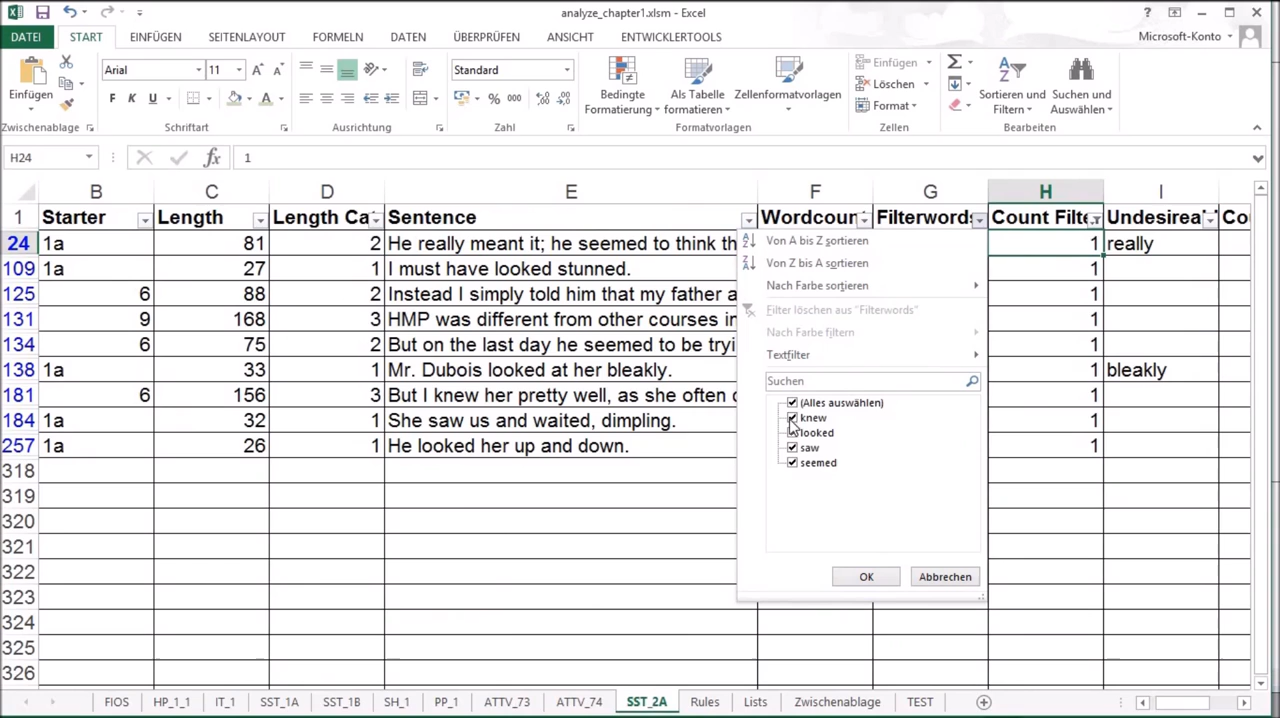 analyze_chapter1.xlsm - Excel
DATEI START EINFÜGEN SEITENLAYOUT FORMELN DATEN ÜBERPRÜFEN ANSICHT ENTWICKLERTOOLS Microsoft-Konto
Einfügen
Arial 11
Standard
Bedingte Formatierung
Als Tabelle formatieren
Zellenformatvorlagen
Einfügen
Löschen
Format
Sortieren und Filtern
Suchen und Auswählen
Zwischenablage Schriftart Ausrichtung Zahl Formatvorlagen Zellen Bearbeiten
H24 1
B C D E F G H I
1 Starter Length Length Ca Sentence Wordcoun Filterwords Count Filte Undesirea Co
24 1a 81 2 He really meant it; he seemed to think th 1 really
109 1a 27 1 I must have looked stunned. 1
125 6 88 2 Instead I simply told him that my father a 1
131 9 168 3 HMP was different from other courses in 1
134 6 75 2 But on the last day he seemed to be tryi 1
138 1a 33 1 Mr. Dubois looked at her bleakly. 1 bleakly
181 6 156 3 But I knew her pretty well, as she often 1
184 1a 32 1 She saw us and waited, dimpling. 1
257 1a 26 1 He looked her up and down. 1
318
319
320
321
322
323
324
325
326
Von A bis Z sortieren
Von Z bis A sortieren
Nach Farbe sortieren
Filter löschen aus "Filterwords"
Nach Farbe filtern
Textfilter
Suchen
(Alles auswählen)
knew
looked
saw
seemed
OK Abbrechen
FIOS HP_1_1 IT_1 SST_1A SST_1B SH_1 PP_1 ATTV_73 ATTV_74 SST_2A Rules Lists Zwischenablage TEST